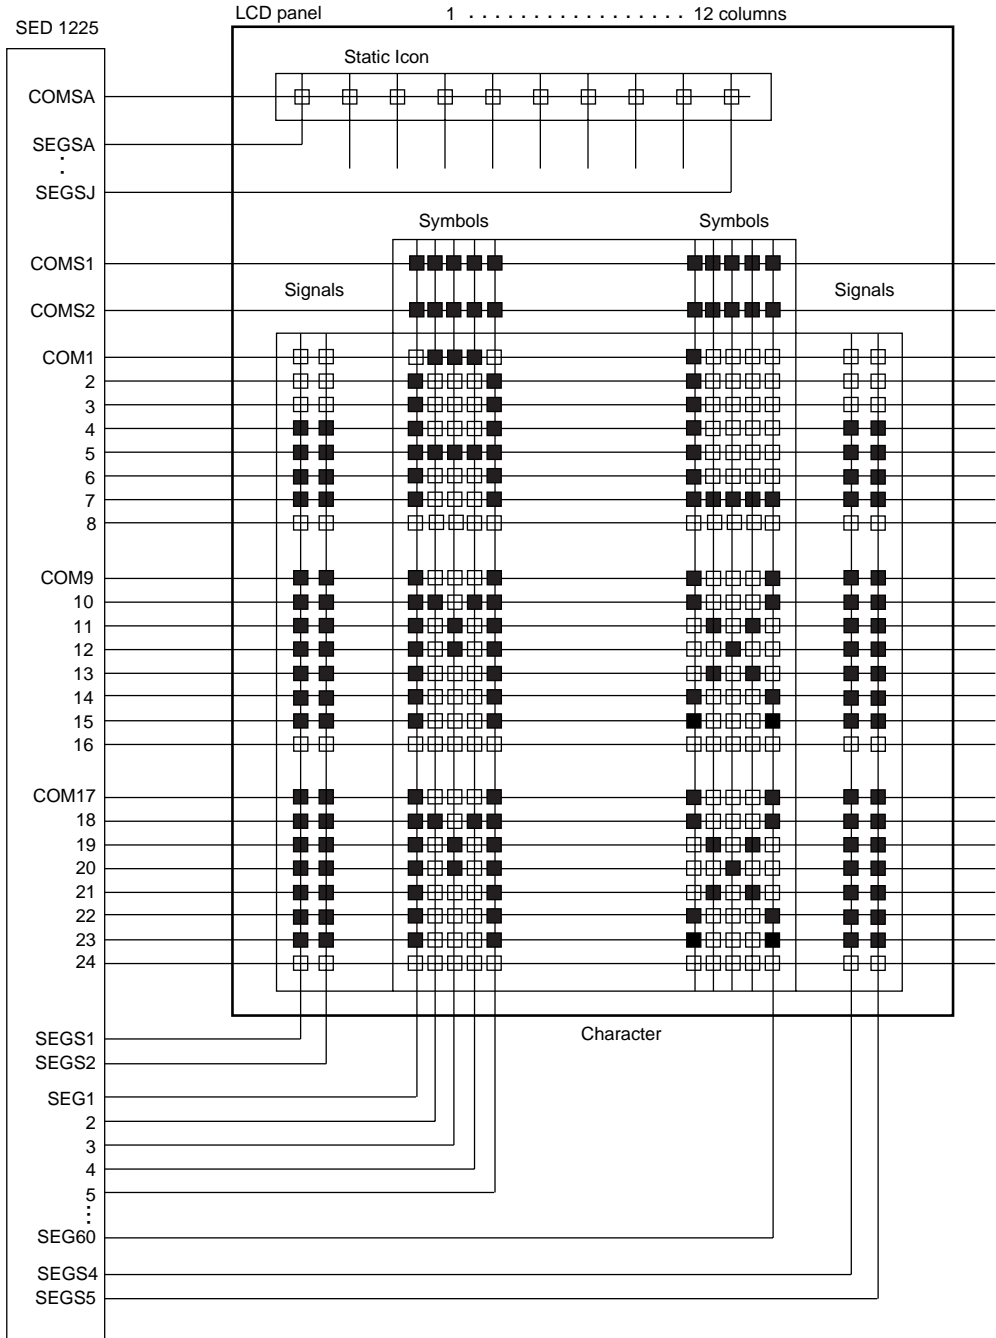 LCD panel 1 . . . . . . . . . . . . . . . . . 12 columns
SED 1225
Static Icon
COMSA
SEGSA
:
SEGSJ
Symbols Symbols
COMS1
Signals Signals
COMS2
COM1
2
3
4
5
6
7
8
COM9
10
11
12
13
14
15
16
COM17
18
19
20
21
22
23
24
Character
SEGS1
SEGS2
SEG1
2
3
4
5
⋮
SEG60
SEGS4
SEGS5